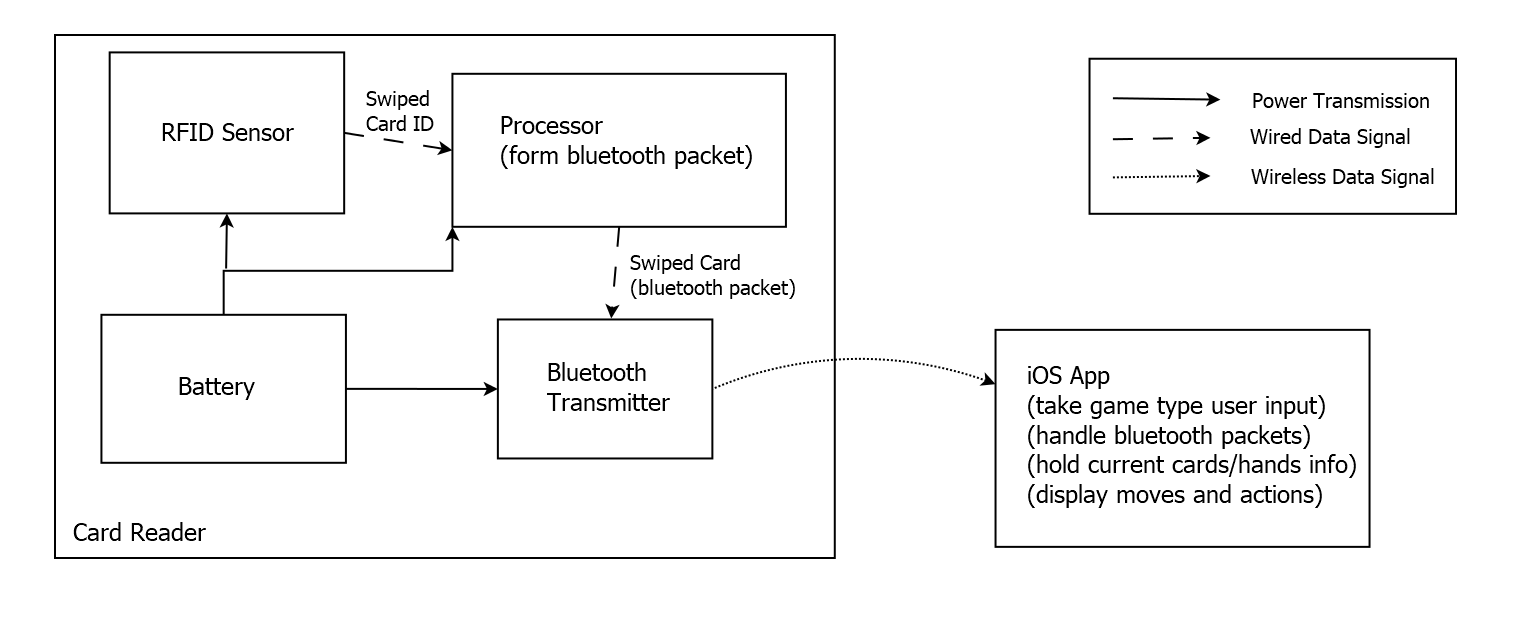 RFID Sensor
Swiped
Card ID
Processor
(form bluetooth packet)
Swiped Card
(bluetooth packet)
Battery
Bluetooth
Transmitter
Card Reader
Power Transmission
Wired Data Signal
Wireless Data Signal
iOS App
(take game type user input)
(handle bluetooth packets)
(hold current cards/hands info)
(display moves and actions)